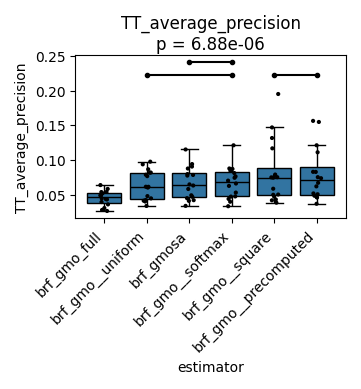 TT_average_precision
p = 6.88e-06
TT_average_precision
0.25
0.20
0.15
0.10
0.05
brf_gmo_full
brf_gmo__uniform
brf_gmosa
brf_gmo__softmax
brf_gmo__square
brf_gmo__precomputed
estimator